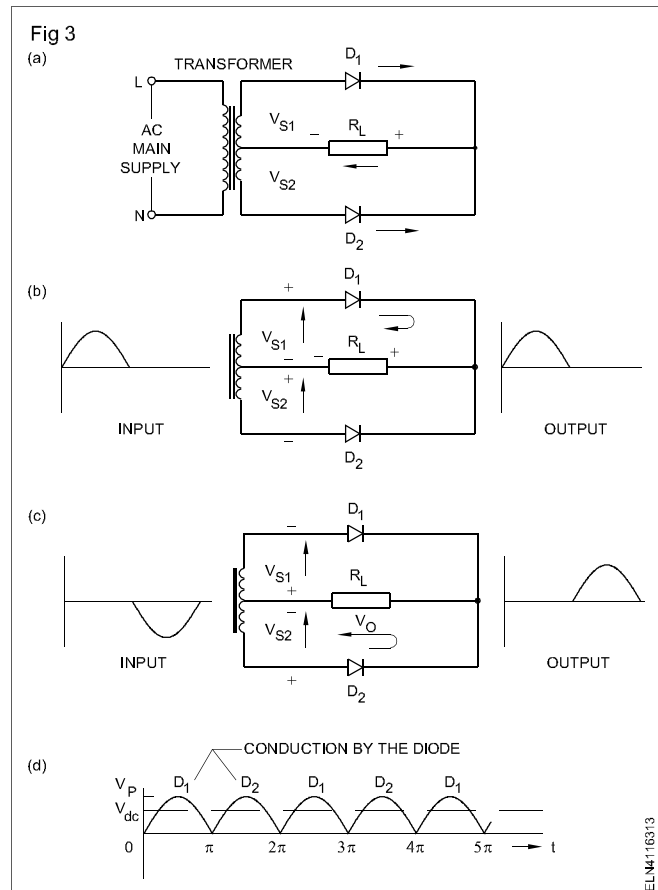 Fig 3
(a)
TRANSFORMER
D1
L
AC
MAIN
SUPPLY
N
VS1
– RL +
VS2
D2
(b)
D1
+
VS1
RL
– – +
+
VS2
–
D2
INPUT
OUTPUT
(c)
D1
–
VS1
RL
+
–
VS2
VO
+
D2
INPUT
OUTPUT
(d)
CONDUCTION BY THE DIODE
VP
D1 D2 D1 D2 D1
Vdc
0 π 2π 3π 4π 5π t
ELN4116313